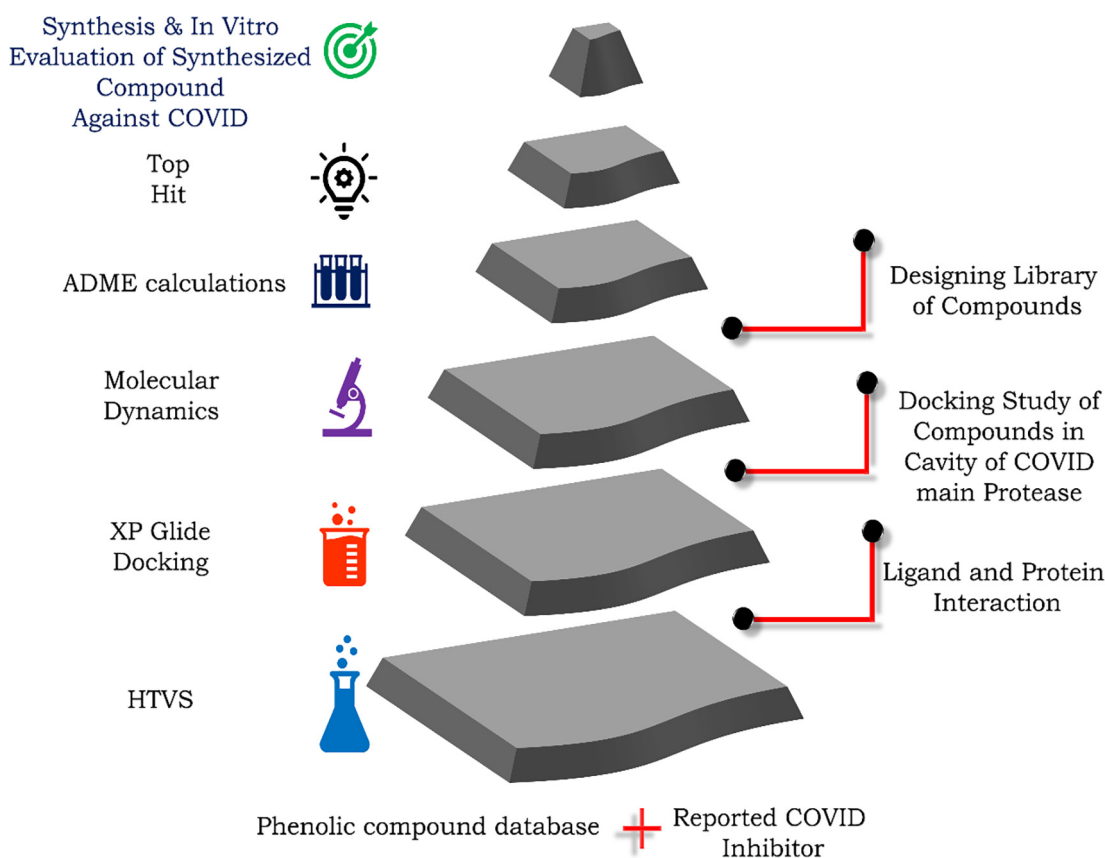 Synthesis & In Vitro
Evaluation of Synthesized
Compound
Against COVID
Top
Hit
ADME calculations
Designing Library
of Compounds
Molecular
Dynamics
Docking Study of
Compounds in
Cavity of COVID
main Protease
XP Glide
Docking
Ligand and Protein
Interaction
HTVS
Phenolic compound database
Reported COVID
Inhibitor